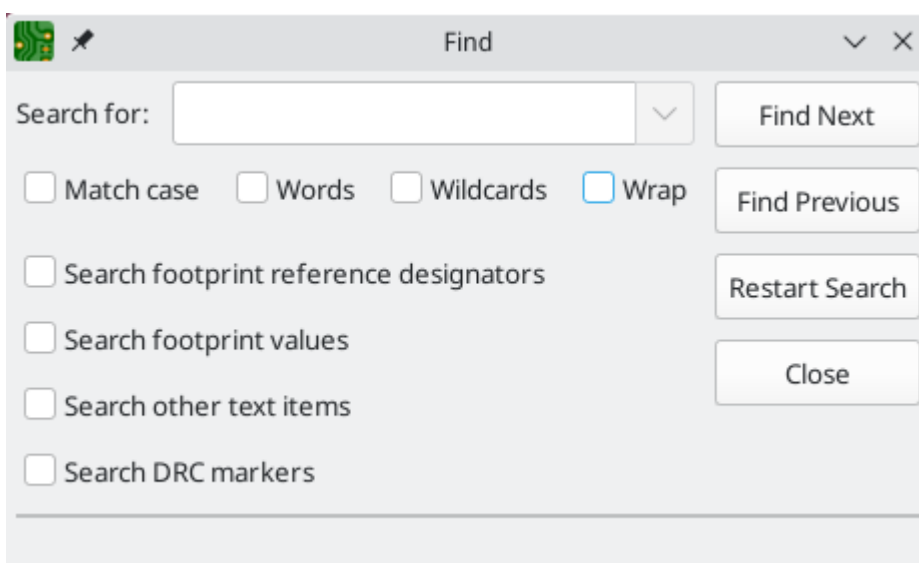 Find
Search for:
Find Next
Match case
Words
Wildcards
Wrap
Find Previous
Search footprint reference designators
Restart Search
Search footprint values
Close
Search other text items
Search DRC markers